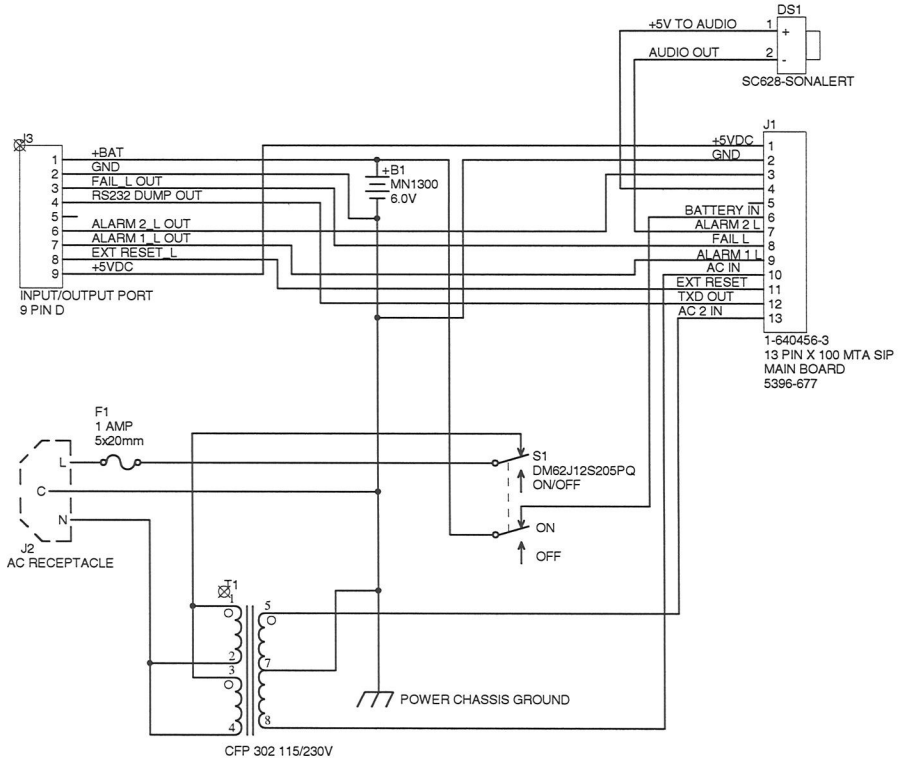 DS1
+5V TO AUDIO
1
+
AUDIO OUT
2
-
SC628-SONALERT
J3
1 +BAT
2 GND
3 FAIL_L OUT
4 RS232 DUMP OUT
5
6 ALARM 2_L OUT
7 ALARM 1_L OUT
8 EXT RESET_L
9 +5VDC
INPUT/OUTPUT PORT
9 PIN D
+B1
MN1300
6.0V
J1
+5VDC 1
GND 2
3
4
5
BATTERY IN 6
ALARM 2 L 7
FAIL L 8
ALARM 1 L 9
AC IN 10
EXT RESET 11
TXD OUT 12
AC 2 IN 13
1-640456-3
13 PIN X 100 MTA SIP
MAIN BOARD
5396-677
F1
1 AMP
5x20mm
L
C
N
J2
AC RECEPTACLE
S1
DM62J12S205PQ
ON/OFF
ON
OFF
T1
1
2
3
4
5
7
8
POWER CHASSIS GROUND
CFP 302 115/230V